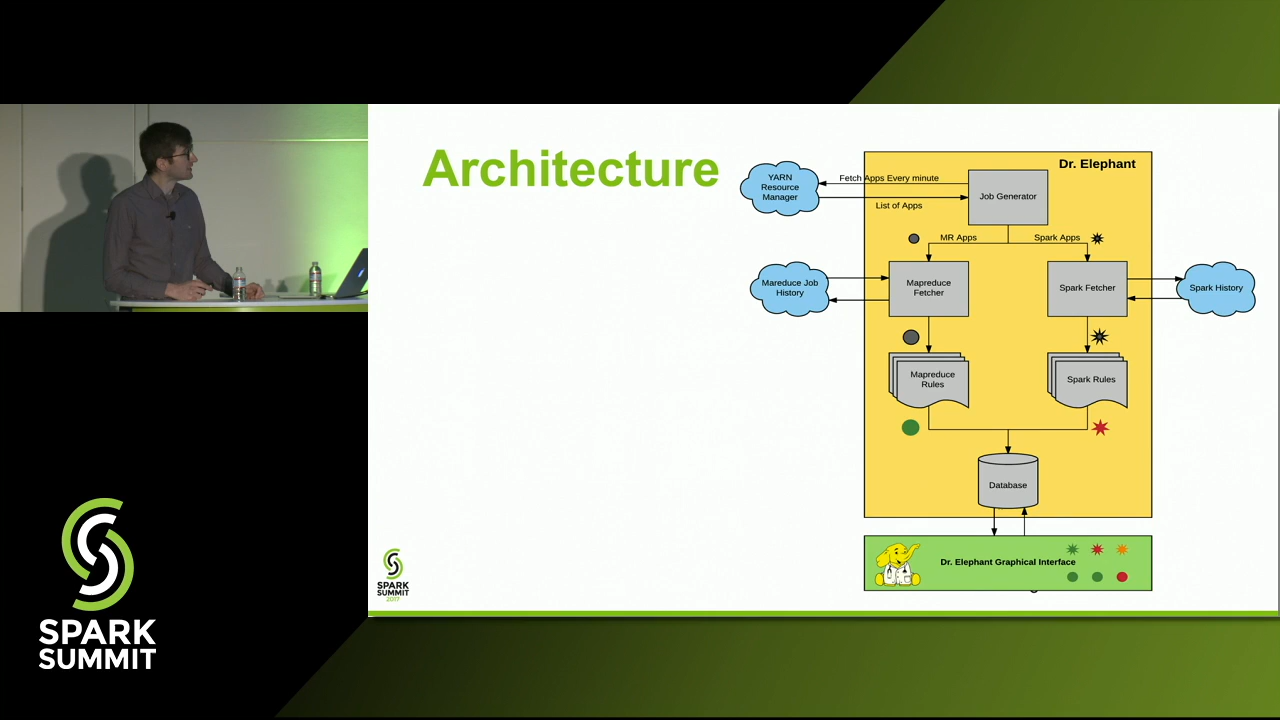 Architecture
Dr. Elephant
YARN
Resource
Manager
Fetch Apps Every minute
List of Apps
Job Generator
MR Apps
Spark Apps
Mareduce Job
History
Mapreduce
Fetcher
Spark Fetcher
Spark History
Mapreduce
Rules
Spark Rules
Database
Dr. Elephant Graphical Interface
SPARK
SUMMIT
2017
SPARK
SUMMIT